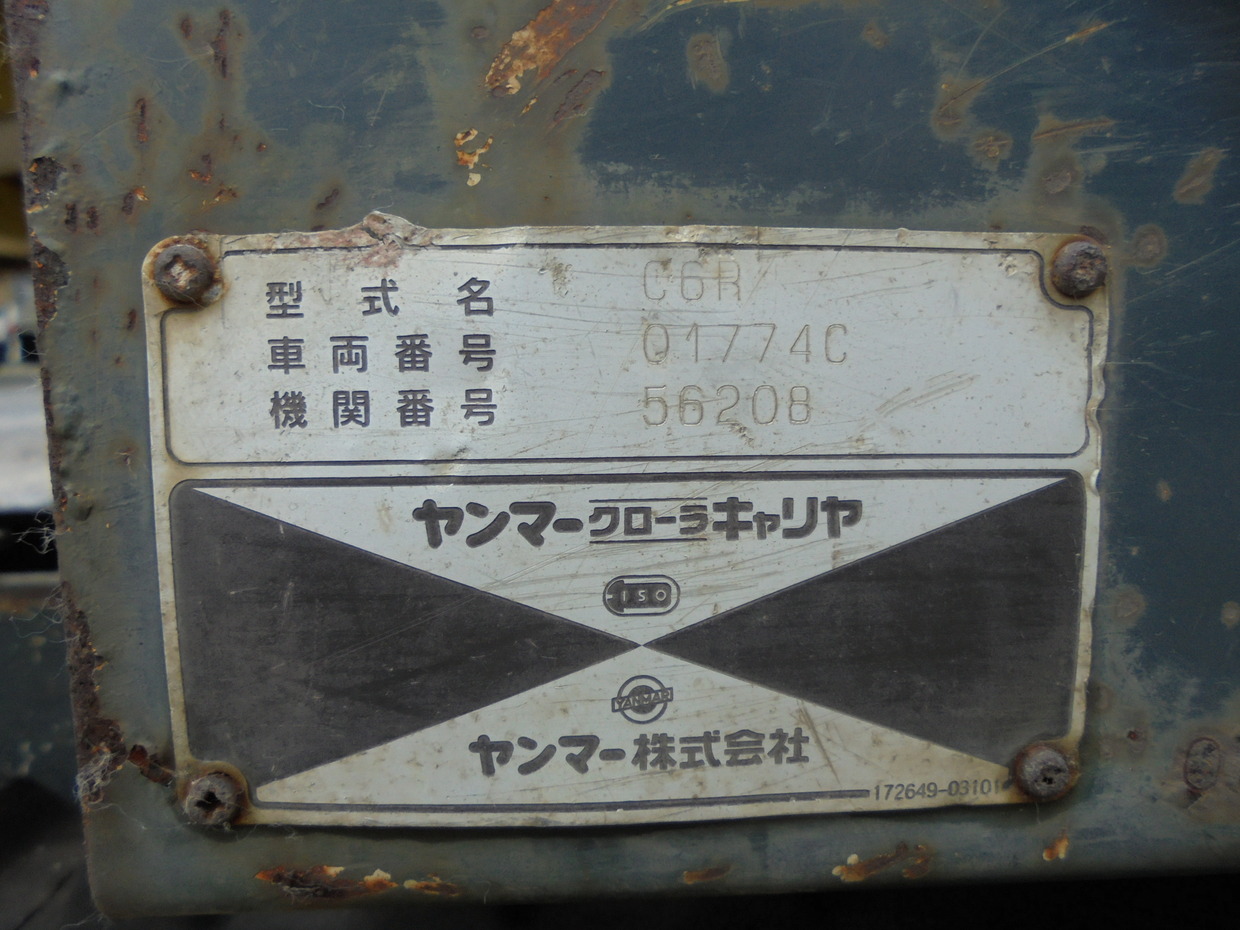 型式名 C6R
車両番号 01774C
機関番号 56208
ヤンマークローラキャリヤ
ISO
YANMAR
ヤンマー株式会社
172649-03101